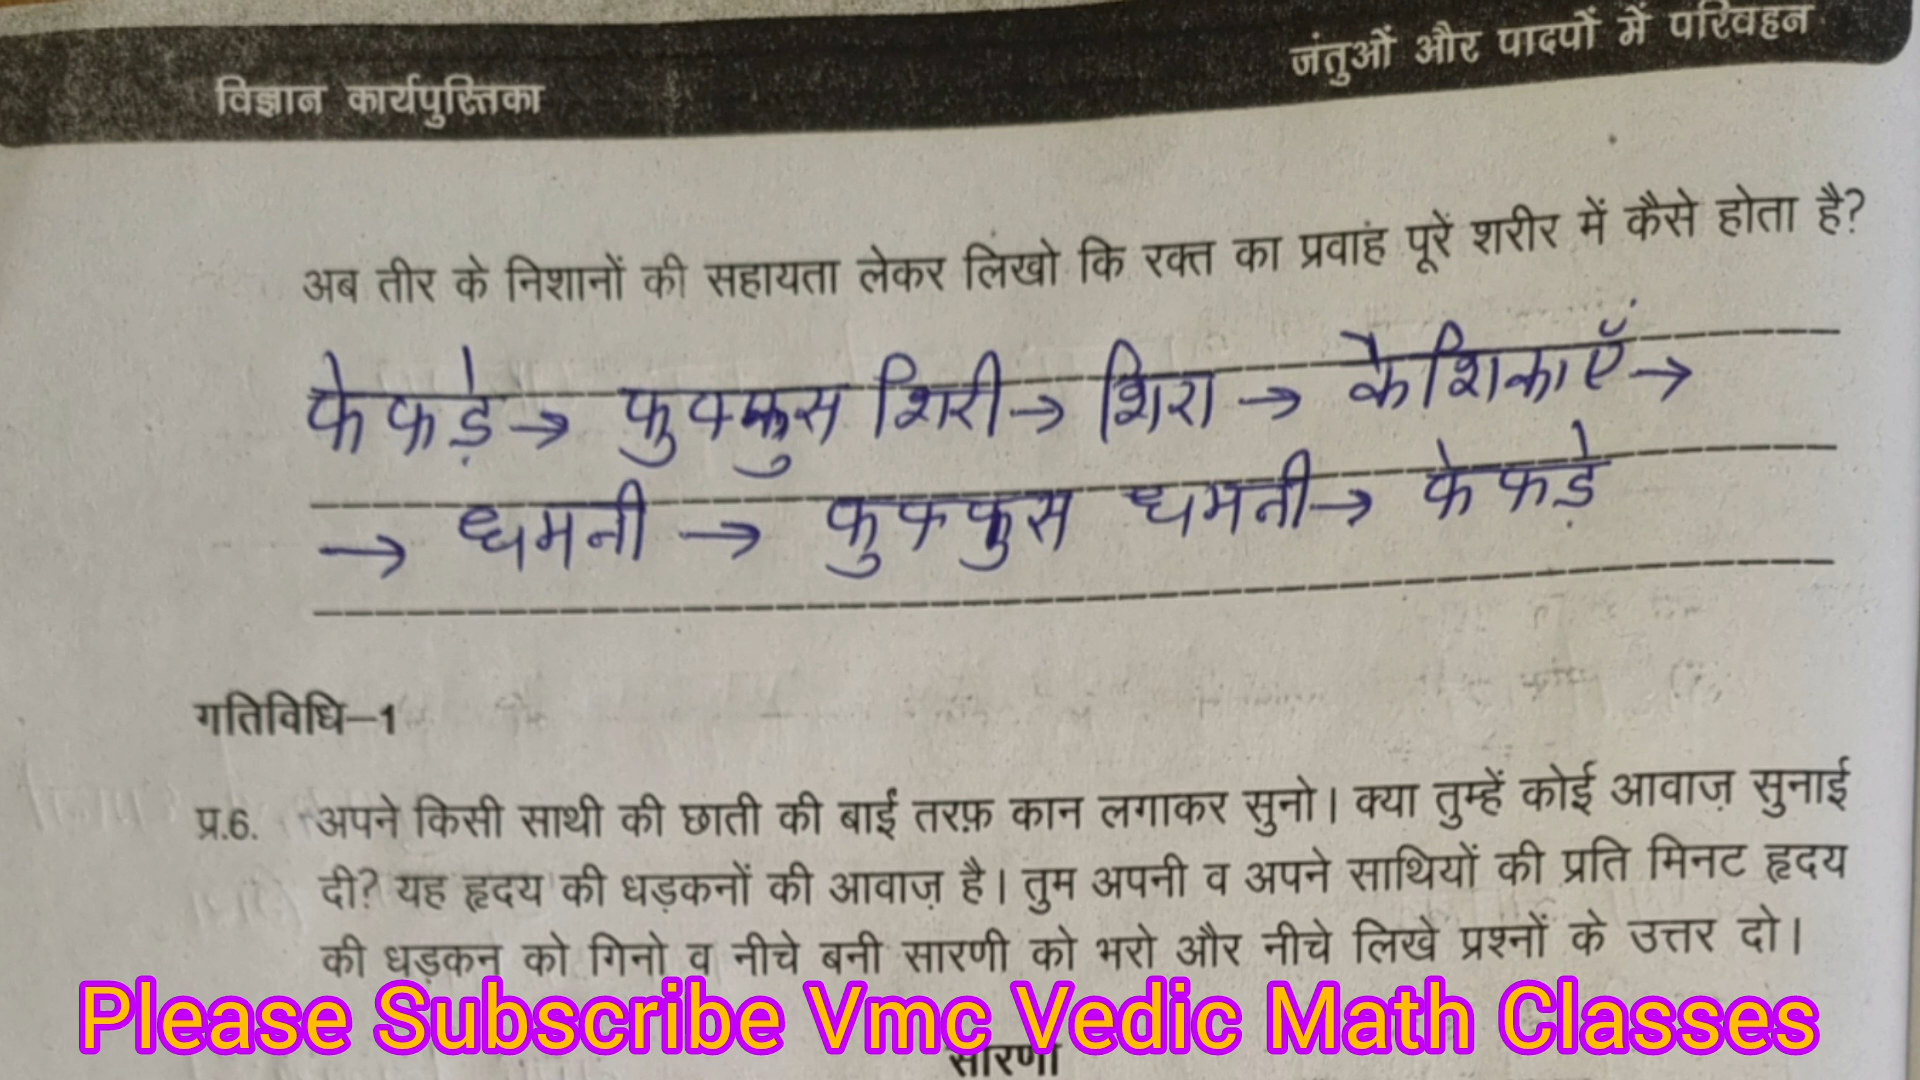 जंतुओं और पादपों में परिवहन
विज्ञान कार्यपुस्तिका
अब तीर के निशानों की सहायता लेकर लिखो कि रक्त का प्रवाह पूरे शरीर में कैसे होता है?
फेफड़े → फुफ्फुस शिरी → शिरा → केशिकाएँ →
→ धमनी → फुफ्फुस धमनी → फेफड़े
गतिविधि–1
प्र.6. अपने किसी साथी की छाती की बाईं तरफ़ कान लगाकर सुनो। क्या तुम्हें कोई आवाज़ सुनाई
दी? यह हृदय की धड़कनों की आवाज़ है। तुम अपनी व अपने साथियों की प्रति मिनट हृदय
की धड़कन को गिनो व नीचे बनी सारणी को भरो और नीचे लिखे प्रश्नों के उत्तर दो।
Please Subscribe Vmc Vedic Math Classes
सारणी